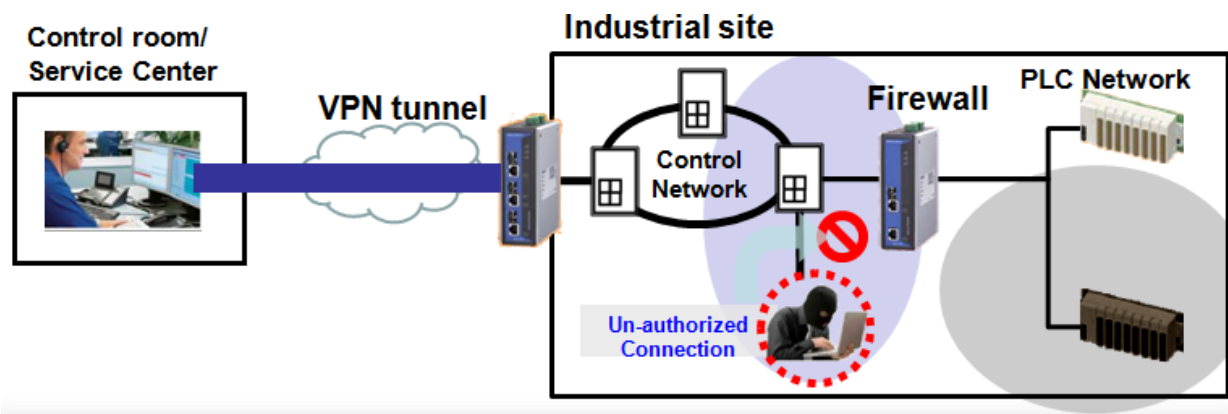 Industrial site
Control room/
Service Center
VPN tunnel
Firewall
PLC Network
Control
Network
Un-authorized
Connection